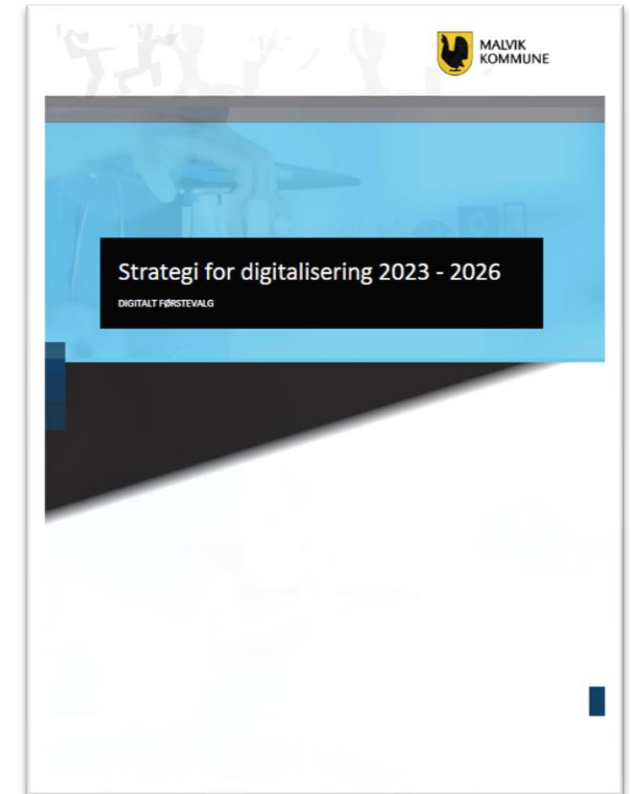 MALVIK
KOMMUNE
Strategi for digitalisering 2023 - 2026
DIGITALT FØRSTEVALG